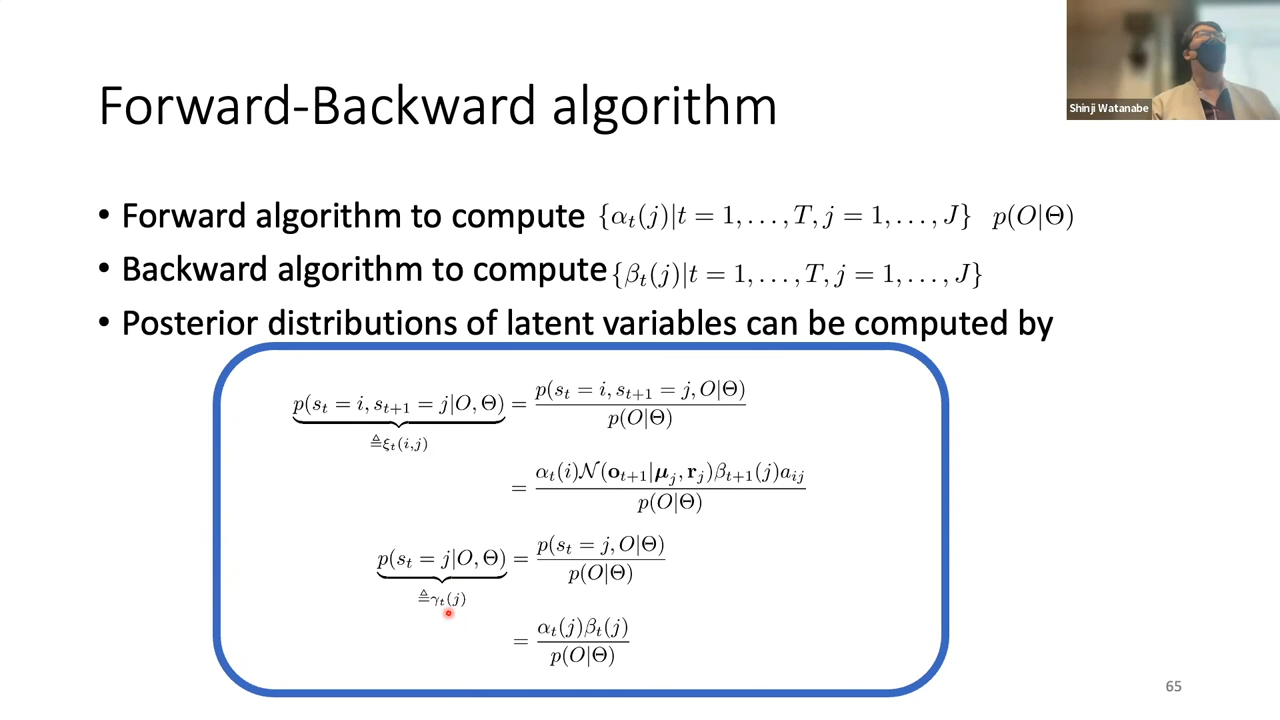 Shinji Watanabe
Forward-Backward algorithm
• Forward algorithm to compute {α_t(j)|t = 1, . . . , T, j = 1, . . . , J} p(O|Θ)
• Backward algorithm to compute {β_t(j)|t = 1, . . . , T, j = 1, . . . , J}
• Posterior distributions of latent variables can be computed by
p(s_t = i, s_{t+1} = j|O, Θ) = p(s_t = i, s_{t+1} = j, O|Θ) / p(O|Θ)
≜ξ_t(i,j)
= α_t(i)𝒩(𝐨_{t+1}|𝛍_j, 𝐫_j)β_{t+1}(j)a_{ij} / p(O|Θ)
p(s_t = j|O, Θ) = p(s_t = j, O|Θ) / p(O|Θ)
≜γ_t(j)
= α_t(j)β_t(j) / p(O|Θ)
65